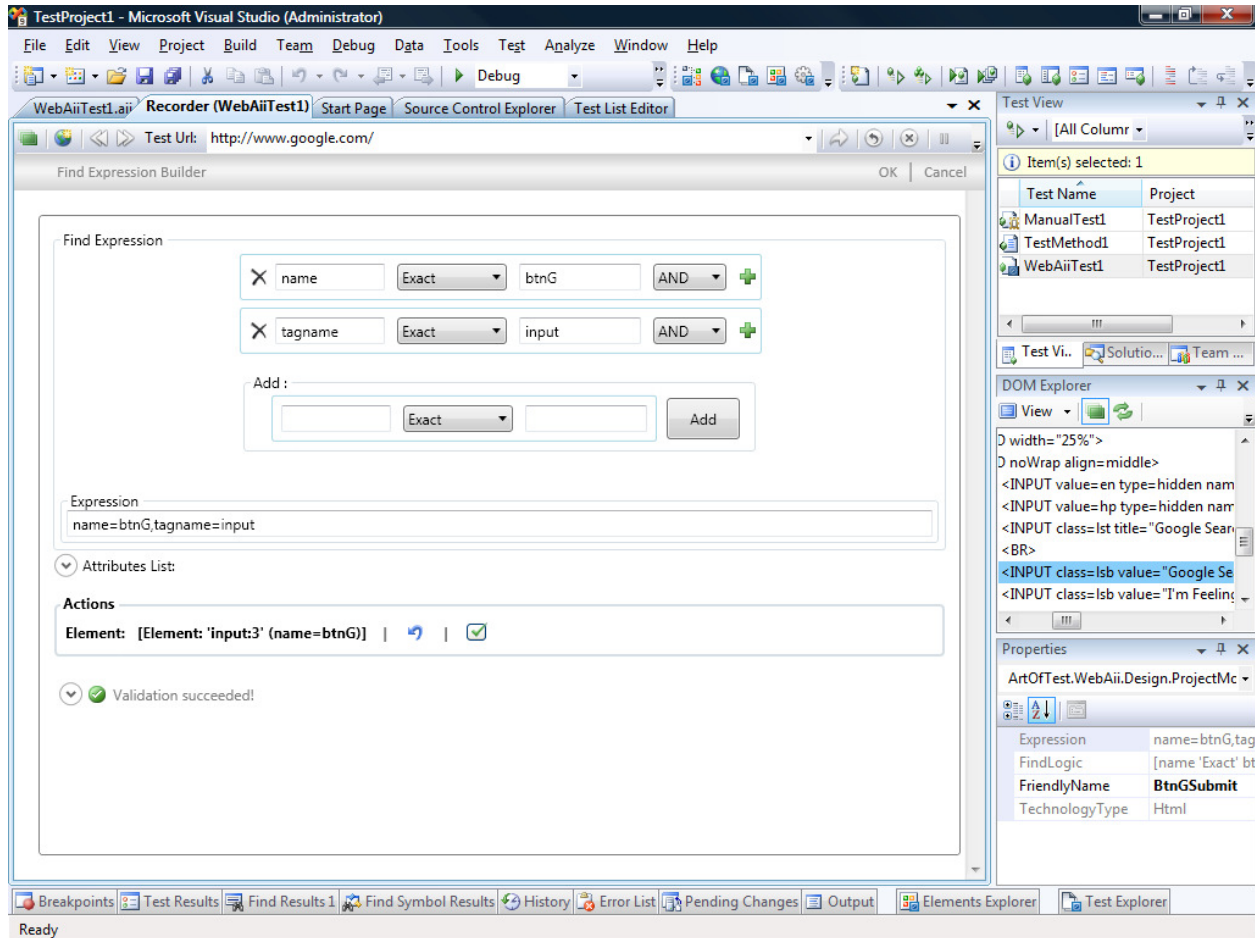 TestProject1 - Microsoft Visual Studio (Administrator)
File Edit View Project Build Team Debug Data Tools Test Analyze Window Help
Debug
WebAiiTest1.aii Recorder (WebAiiTest1) Start Page Source Control Explorer Test List Editor
Test Url: http://www.google.com/
Find Expression Builder OK Cancel
Find Expression
name Exact btnG AND
tagname Exact input AND
Add :
Exact Add
Expression
name=btnG,tagname=input
Attributes List:
Actions
Element: [Element: 'input:3' (name=btnG)] | |
Validation succeeded!
Test View
[All Columr
Item(s) selected: 1
Test Name Project
ManualTest1 TestProject1
TestMethod1 TestProject1
WebAiiTest1 TestProject1
Test Vi.. Solutio... Team ...
DOM Explorer
View
D width="25%">
D noWrap align=middle>
<INPUT value=en type=hidden nam
<INPUT value=hp type=hidden nam
<INPUT class=lst title="Google Sear
<BR>
<INPUT class=lsb value="Google Se
<INPUT class=lsb value="I'm Feeling
Properties
ArtOfTest.WebAii.Design.ProjectMc
Expression name=btnG,tag
FindLogic [name 'Exact' bt
FriendlyName BtnGSubmit
TechnologyType Html
Breakpoints Test Results Find Results 1 Find Symbol Results History Error List Pending Changes Output Elements Explorer Test Explorer
Ready